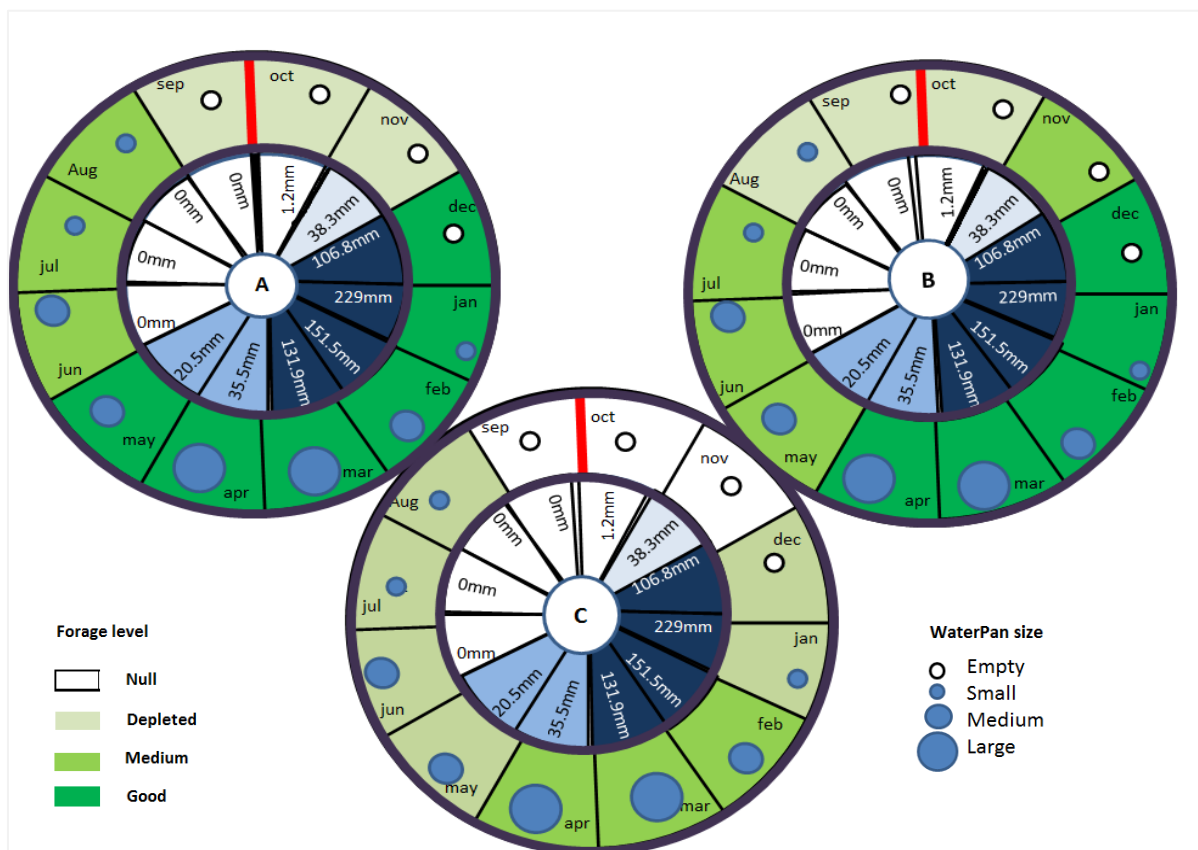 sep
oct
nov
dec
jan
feb
mar
apr
may
jun
jul
Aug
0mm
1.2mm
38.3mm
106.8mm
229mm
151.5mm
131.9mm
35.5mm
20.5mm
0mm
0mm
0mm
A
sep
oct
nov
dec
jan
feb
mar
apr
may
jun
jul
Aug
0mm
1.2mm
38.3mm
106.8mm
229mm
151.5mm
131.9mm
35.5mm
20.5mm
0mm
0mm
0mm
B
sep
oct
nov
dec
jan
feb
mar
apr
may
jun
jul
Aug
0mm
1.2mm
38.3mm
106.8mm
229mm
151.5mm
131.9mm
35.5mm
20.5mm
0mm
0mm
0mm
C
Forage level
Null
Depleted
Medium
Good
WaterPan size
Empty
Small
Medium
Large